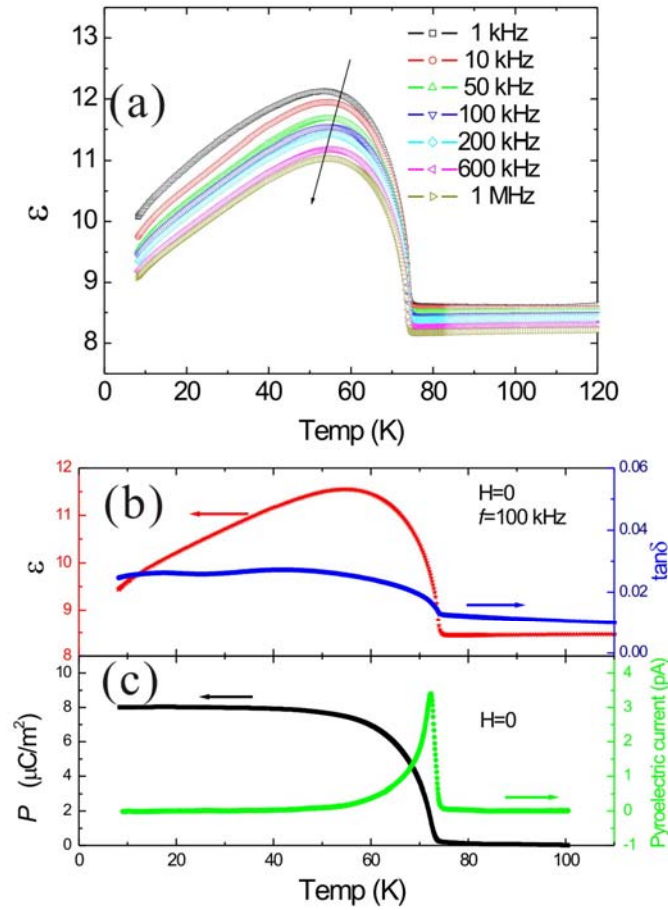 (a)
1 kHz
10 kHz
50 kHz
100 kHz
200 kHz
600 kHz
1 MHz
13
12
11
10
9
8
ε
0 20 40 60 80 100 120
Temp (K)
(b)
H=0
f=100 kHz
12
11
10
9
8
ε
0.06
0.04
0.02
0.00
tanδ
(c)
H=0
10
8
6
4
2
0
P (μC/m²)
4
3
2
1
0
-1
Pyroelectric current (pA)
0 20 40 60 80 100
Temp (K)